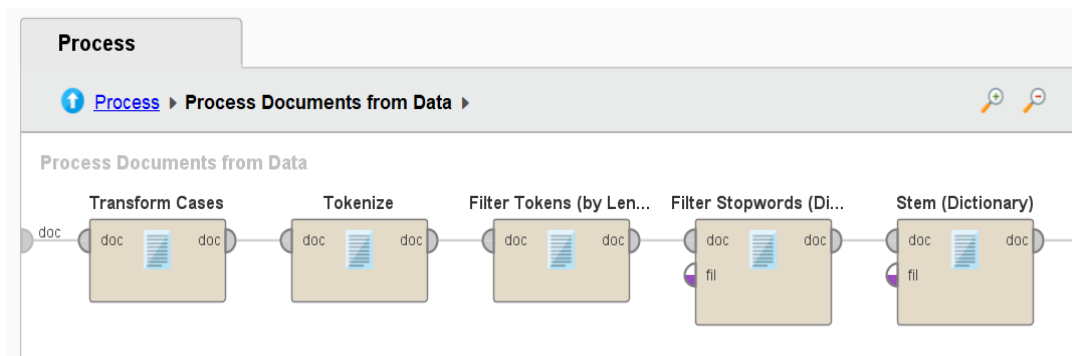 Process
Process Process Documents from Data
Process Documents from Data
Transform Cases Tokenize Filter Tokens (by Len... Filter Stopwords (Di... Stem (Dictionary)
doc doc doc doc doc doc doc doc doc doc doc
fil fil